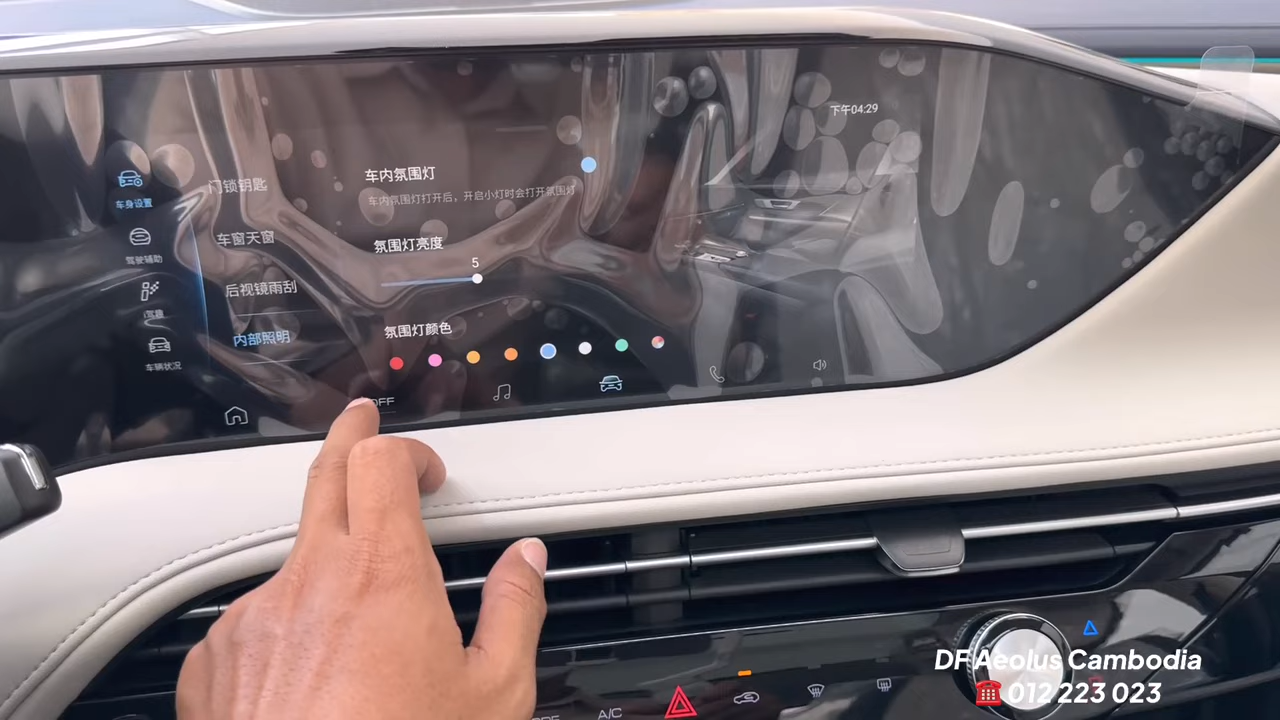 下午04:29
车身设置
驾驶辅助
车辆状况
门锁钥匙
车窗天窗
后视镜雨刮
内部照明
车内氛围灯
车内氛围灯打开后，开启小灯时会打开氛围灯
氛围灯亮度
5
氛围灯颜色
OFF
A/C
DF Aeolus Cambodia
☎️ 012 223 023